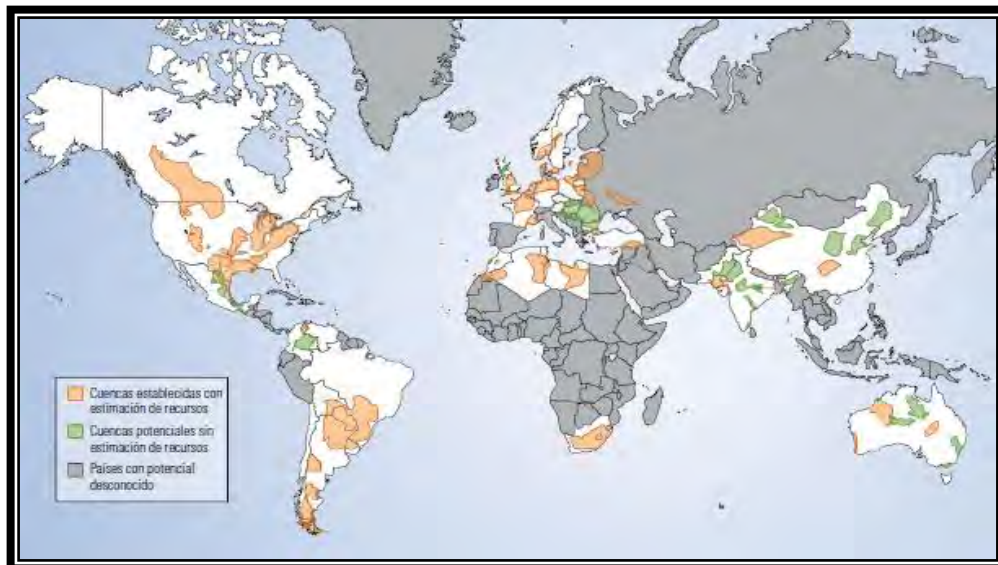 Cuencas establecidas con
estimación de recursos
Cuencas potenciales sin
estimación de recursos
Países con potencial
desconocido